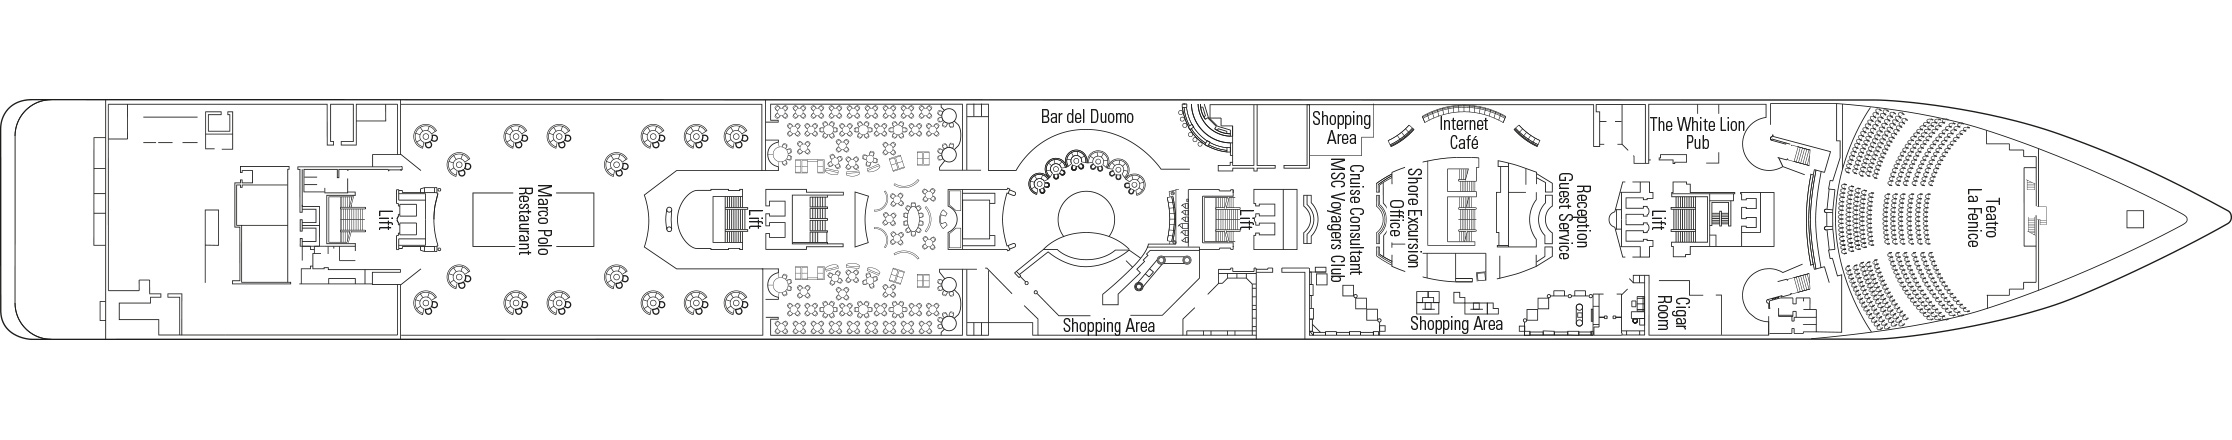 Lift
Marco Polo
Restaurant
Lift
Bar del Duomo
Shopping Area
Lift
Shopping
Area
Cruise Consultant
MSC Voyagers Club
Shore Excursion
Office
Internet
Café
Shopping Area
Reception
Guest Service
Lift
The White Lion
Pub
Cigar
Room
Teatro
La Fenice